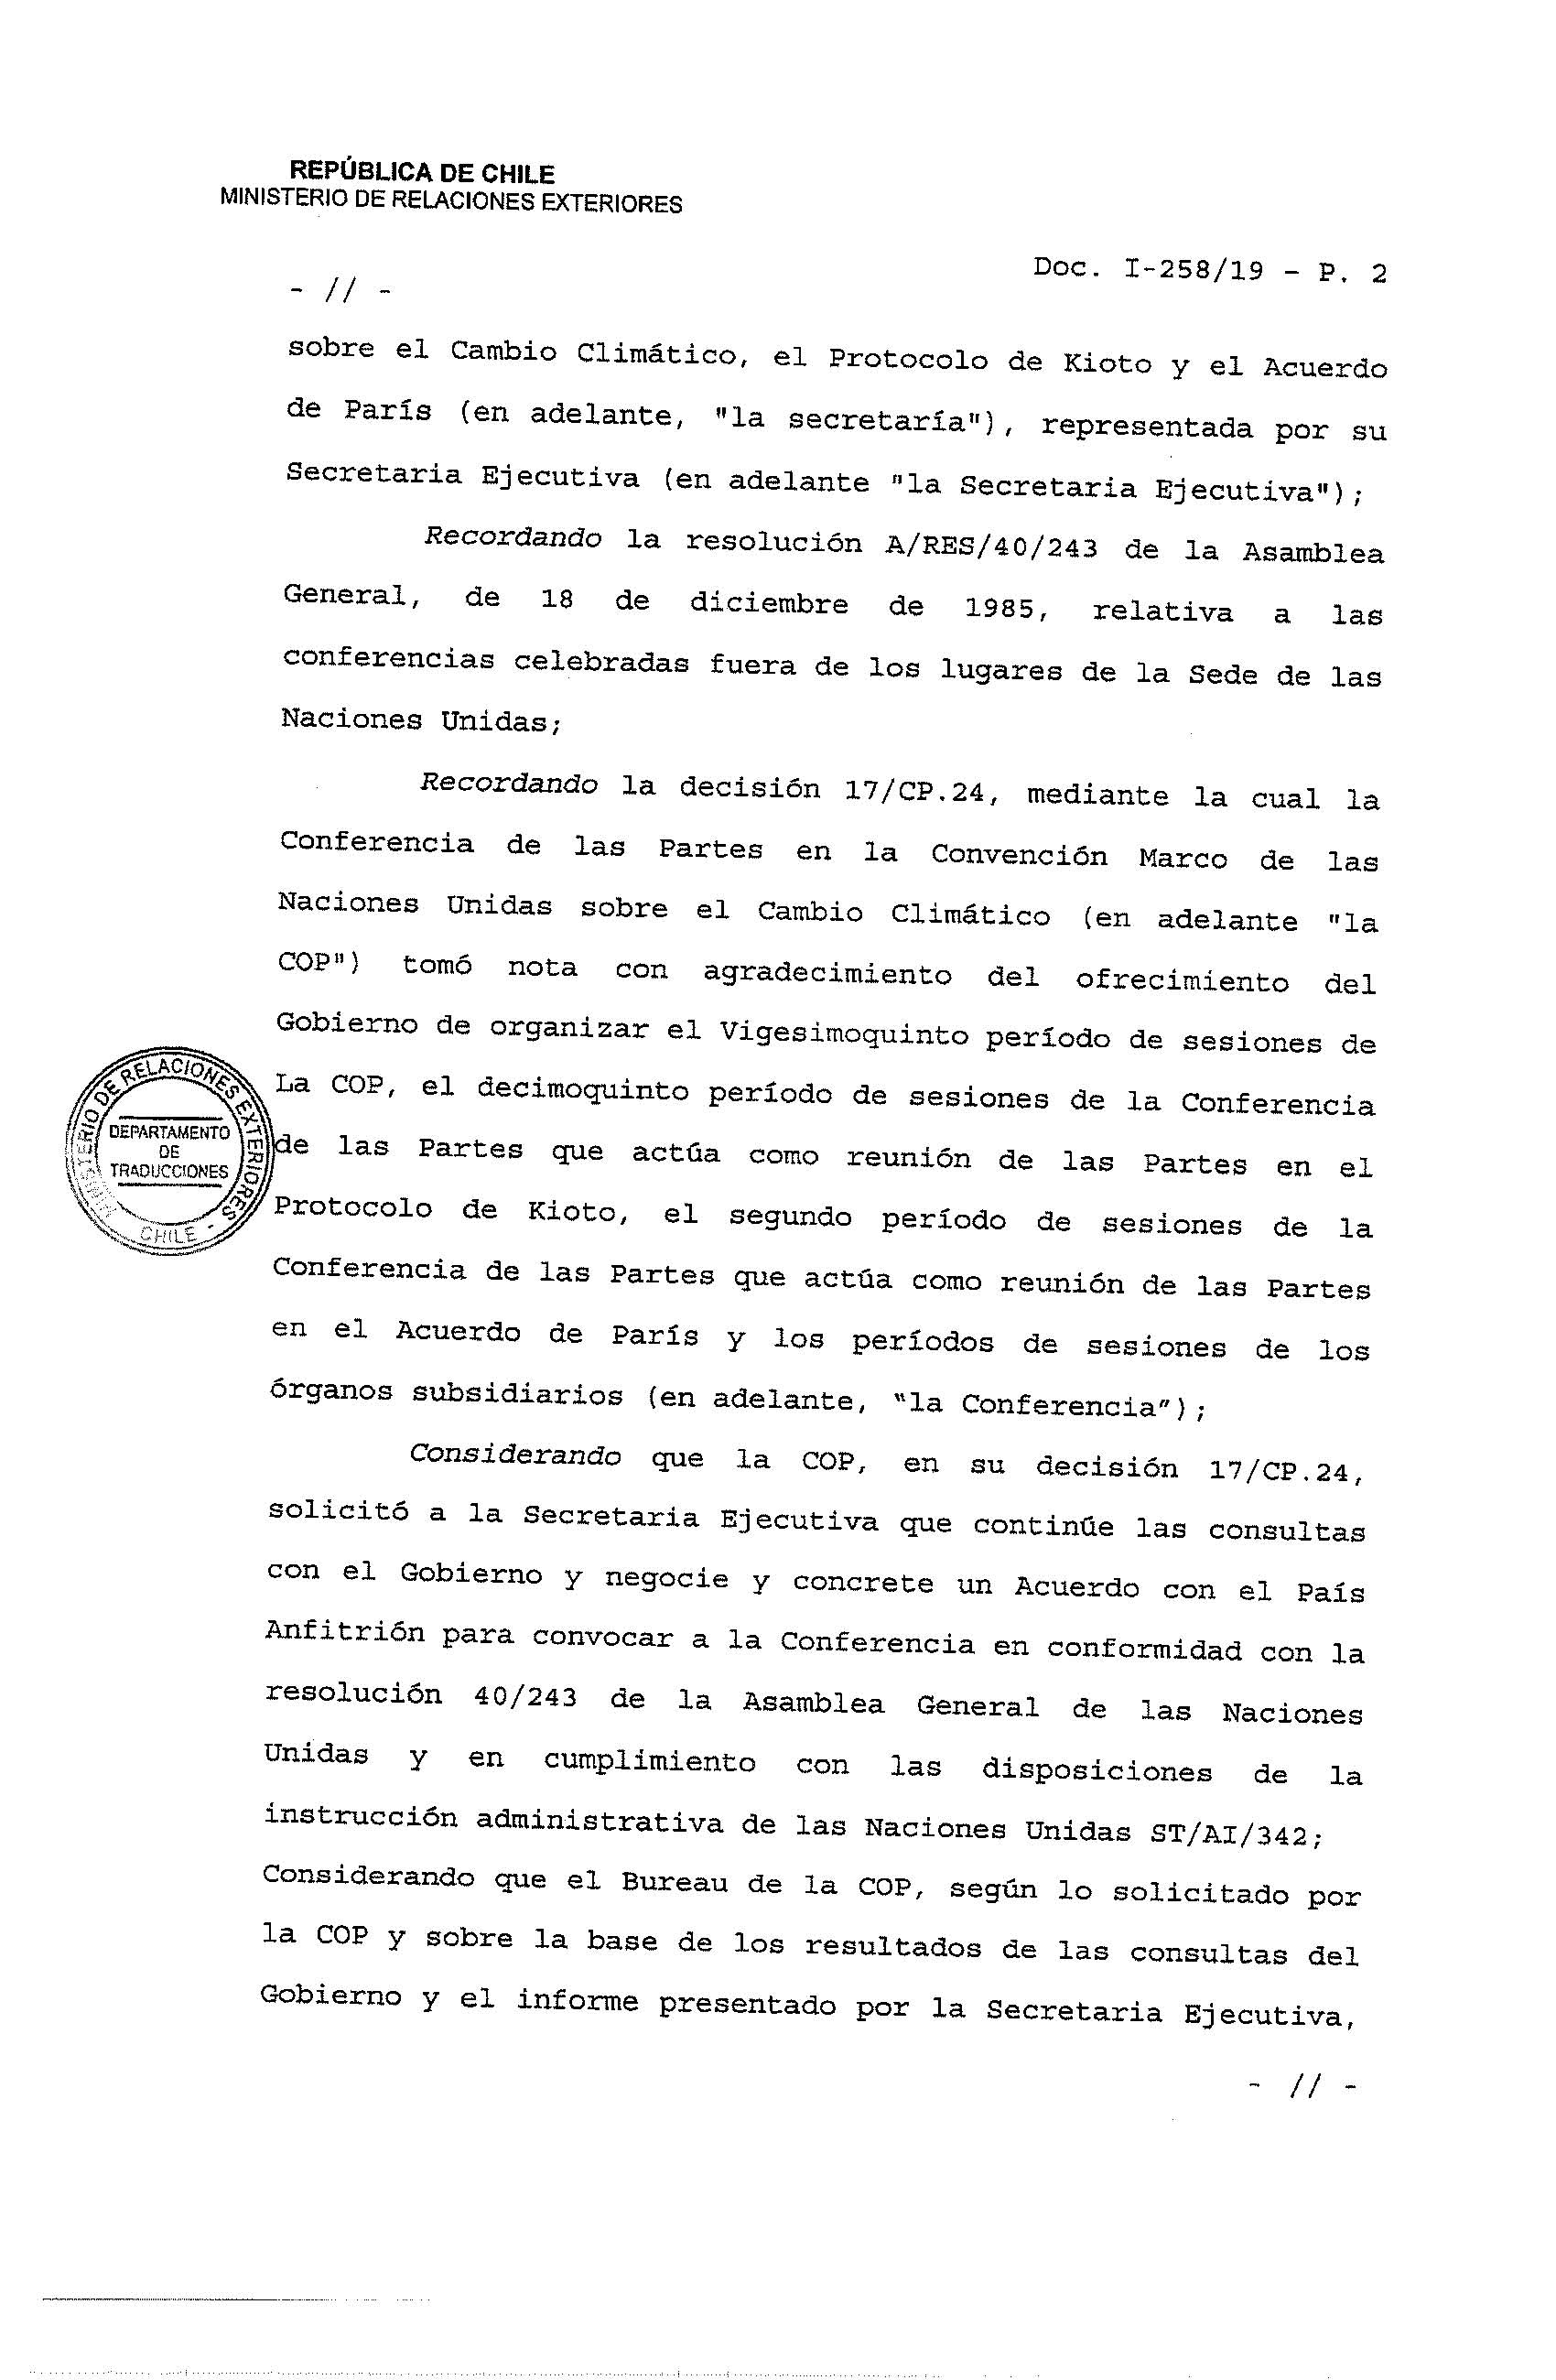 REPÚBLICA DE CHILE
MINISTERIO DE RELACIONES EXTERIORES
Doc. I-258/19 - P. 2
- // -
sobre el Cambio Climático, el Protocolo de Kioto y el Acuerdo
de París (en adelante, "la secretaría"), representada por su
Secretaria Ejecutiva (en adelante "la Secretaria Ejecutiva");
Recordando la resolución A/RES/40/243 de la Asamblea
General, de 18 de diciembre de 1985, relativa a las
conferencias celebradas fuera de los lugares de la Sede de las
Naciones Unidas;
Recordando la decisión 17/CP.24, mediante la cual la
Conferencia de las Partes en la Convención Marco de las
Naciones Unidas sobre el Cambio Climático (en adelante "la
COP") tomó nota con agradecimiento del ofrecimiento del
Gobierno de organizar el Vigesimoquinto período de sesiones de
La COP, el decimoquinto período de sesiones de la Conferencia
de las Partes que actúa como reunión de las Partes en el
Protocolo de Kioto, el segundo período de sesiones de la
Conferencia de las Partes que actúa como reunión de las Partes
en el Acuerdo de París y los períodos de sesiones de los
órganos subsidiarios (en adelante, "la Conferencia");
Considerando que la COP, en su decisión 17/CP.24,
solicitó a la Secretaria Ejecutiva que continúe las consultas
con el Gobierno y negocie y concrete un Acuerdo con el País
Anfitrión para convocar a la Conferencia en conformidad con la
resolución 40/243 de la Asamblea General de las Naciones
Unidas y en cumplimiento con las disposiciones de la
instrucción administrativa de las Naciones Unidas ST/AI/342;
Considerando que el Bureau de la COP, según lo solicitado por
la COP y sobre la base de los resultados de las consultas del
Gobierno y el informe presentado por la Secretaria Ejecutiva,
- // -
MINISTERIO DE RELACIONES EXTERIORES
DEPARTAMENTO
DE
TRADUCCIONES
- CHILE -